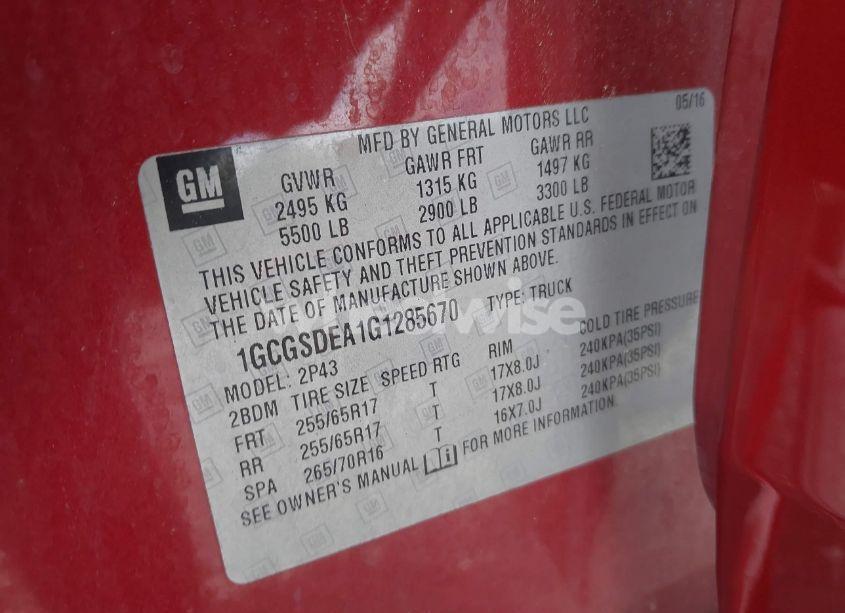 05/16
MFD BY GENERAL MOTORS LLC
GM
GVWR GAWR FRT GAWR RR
2495 KG 1315 KG 1497 KG
5500 LB 2900 LB 3300 LB
THIS VEHICLE CONFORMS TO ALL APPLICABLE U.S. FEDERAL MOTOR
VEHICLE SAFETY AND THEFT PREVENTION STANDARDS IN EFFECT ON
THE DATE OF MANUFACTURE SHOWN ABOVE.
1GCGSDEA1G1285670 TYPE: TRUCK
MODEL: 2P43
2BDM TIRE SIZE SPEED RTG RIM COLD TIRE PRESSURE
FRT 255/65R17 T 17X8.0J 240KPA(35PSI)
RR 255/65R17 T 17X8.0J 240KPA(35PSI)
SPA 265/70R16 T 16X7.0J 240KPA(35PSI)
SEE OWNER'S MANUAL FOR MORE INFORMATION.